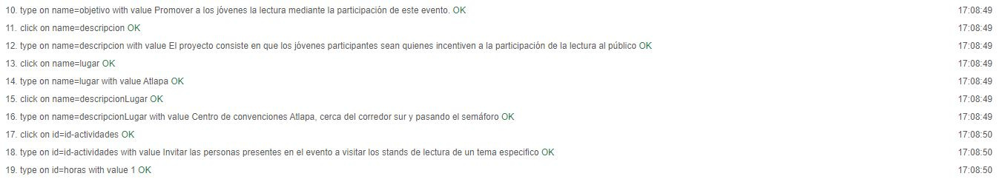 10. type on name=objetivo with value Promover a los jóvenes la lectura mediante la participación de este evento. OK 17:08:49
11. click on name=descripcion OK 17:08:49
12. type on name=descripcion with value El proyecto consiste en que los jóvenes participantes sean quienes incentiven a la participación de la lectura al público OK 17:08:49
13. click on name=lugar OK 17:08:49
14. type on name=lugar with value Atlapa OK 17:08:49
15. click on name=descripcionLugar OK 17:08:49
16. type on name=descripcionLugar with value Centro de convenciones Atlapa, cerca del corredor sur y pasando el semáforo OK 17:08:49
17. click on id=id-actividades OK 17:08:50
18. type on id=id-actividades with value Invitar las personas presentes en el evento a visitar los stands de lectura de un tema especifico OK 17:08:50
19. type on id=horas with value 1 OK 17:08:50